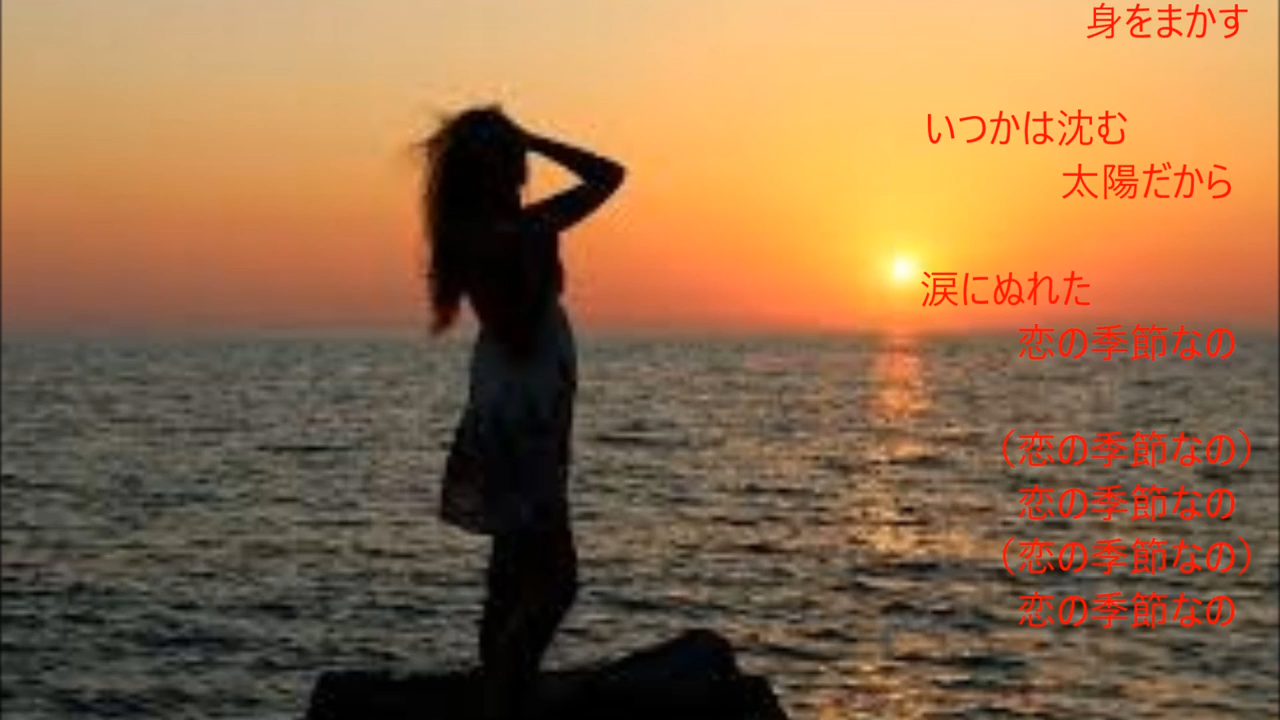 身をまかす
いつかは沈む
太陽だから
涙にぬれた
恋の季節なの
（恋の季節なの）
恋の季節なの
（恋の季節なの）
恋の季節なの